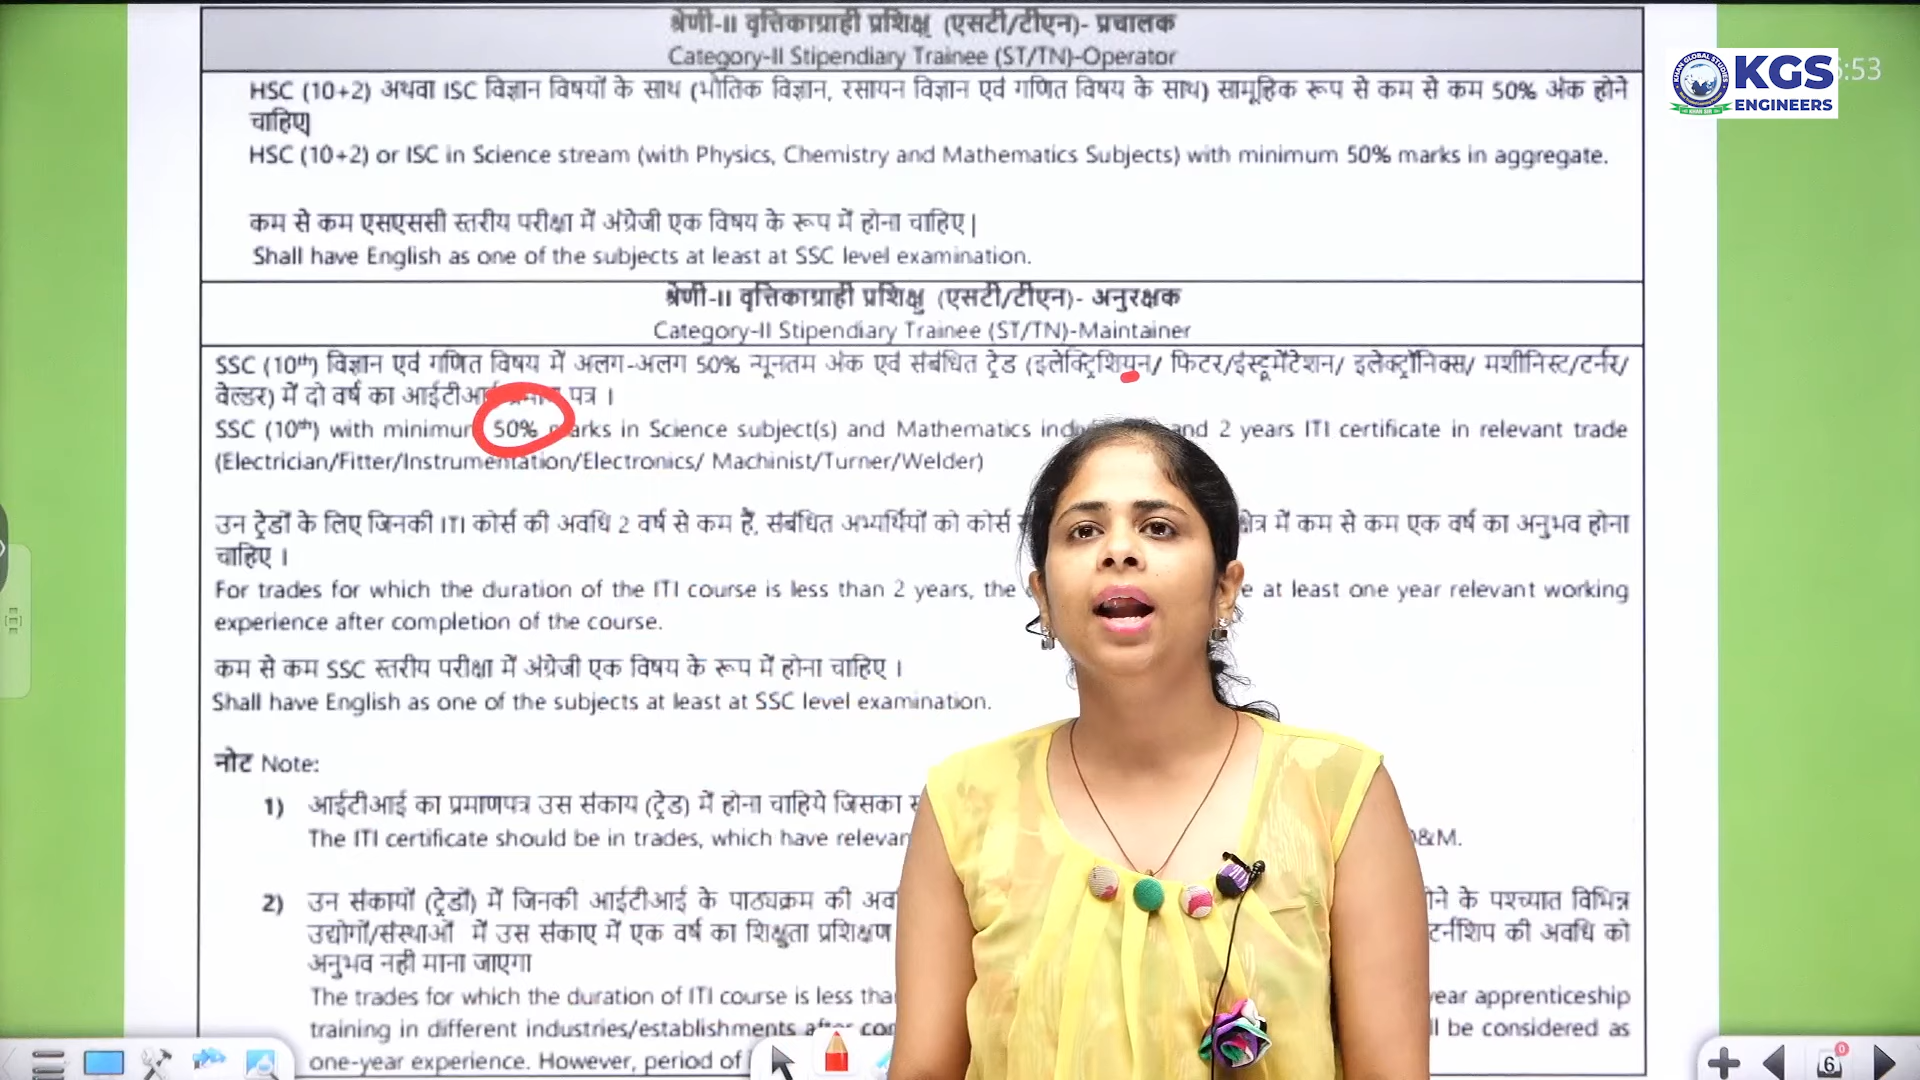 श्रेणी-II वृत्तिकाग्राही प्रशिक्षु (एसटी/टीएन)- प्रचालक
Category-II Stipendiary Trainee (ST/TN)-Operator
HSC (10+2) अथवा ISC विज्ञान विषयों के साथ (भौतिक विज्ञान, रसायन विज्ञान एवं गणित विषय के साथ) सामूहिक रूप से कम से कम 50% अंक होने
चाहिए|
HSC (10+2) or ISC in Science stream (with Physics, Chemistry and Mathematics Subjects) with minimum 50% marks in aggregate.
कम से कम एसएससी स्तरीय परीक्षा में अंग्रेजी एक विषय के रूप में होना चाहिए |
Shall have English as one of the subjects at least at SSC level examination.
श्रेणी-II वृत्तिकाग्राही प्रशिक्षु (एसटी/टीएन)- अनुरक्षक
Category-II Stipendiary Trainee (ST/TN)-Maintainer
SSC (10th) विज्ञान एवं गणित विषय में अलग-अलग 50% न्यूनतम अंक एवं संबंधित ट्रेड (इलेक्ट्रिशियन/ फिटर/इंस्ट्रूमेंटेशन/ इलेक्ट्रॉनिक्स/ मशीनिस्ट/टर्नर/
वेल्डर) में दो वर्ष का पत्र ।
SSC (10th) with 50% in Science subject(s) and Mathematics and 2 years ITI certificate in relevant trade
(Electrician/Fitter/Instrumentation/Electronics/ Machinist/Turner/Welder)
उन ट्रेडों के लिए जिनकी ITI कोर्स की अवधि 2 वर्ष से कम हैं, संबंधित अभ्यर्थियों को कोर्स में कम से कम एक वर्ष का अनुभव होना
चाहिए ।
For trades for which the duration of the ITI course is less than 2 years, the at least one year relevant working
experience after completion of the course.
कम से कम SSC स्तरीय परीक्षा में अंग्रेजी एक विषय के रूप में होना चाहिए ।
Shall have English as one of the subjects at least at SSC level examination.
नोट Note:
1) आईटीआई का प्रमाणपत्र उस संकाय (ट्रेड) में होना चाहिये जिसका
The ITI certificate should be in trades, which have
2) उन संकायों (ट्रेडों) में जिनकी आईटीआई के पाठ्यक्रम की के पश्च्यात विभिन्न
उद्योगों/संस्थाओं में उस संकाए में एक वर्ष का शिक्षुता प्रशिक्षण की अवधि को
अनुभव नही माना जाएगा
The trades for which the duration of ITI course is less apprenticeship
training in different industries/establishments be considered as
one-year experience. However, period of
KGS
ENGINEERS
:53
6